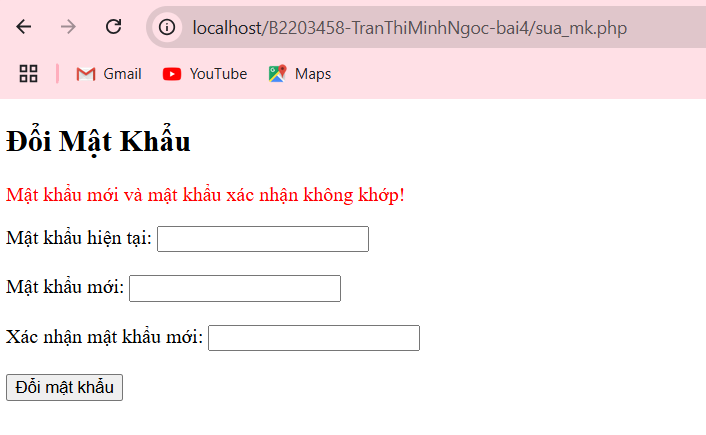 localhost/B2203458-TranThiMinhNgoc-bai4/sua_mk.php
Gmail YouTube Maps
Đổi Mật Khẩu
Mật khẩu mới và mật khẩu xác nhận không khớp!
Mật khẩu hiện tại:
Mật khẩu mới:
Xác nhận mật khẩu mới:
Đổi mật khẩu